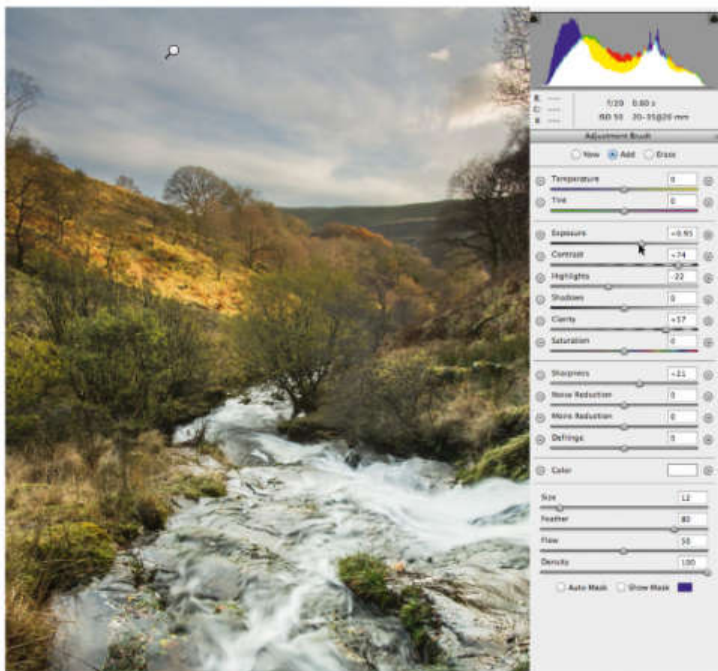 R: ---
G: ---
B: ---
f/20 0.60 s
ISO 50 20-35@20 mm
Adjustment Brush
New Add Erase
Temperature 0
Tint 0
Exposure +0.95
Contrast +74
Highlights -22
Shadows 0
Clarity +57
Saturation 0
Sharpness +21
Noise Reduction 0
Moire Reduction 0
Defringe 0
Color
Size 12
Feather 80
Flow 50
Density 100
Auto Mask Show Mask